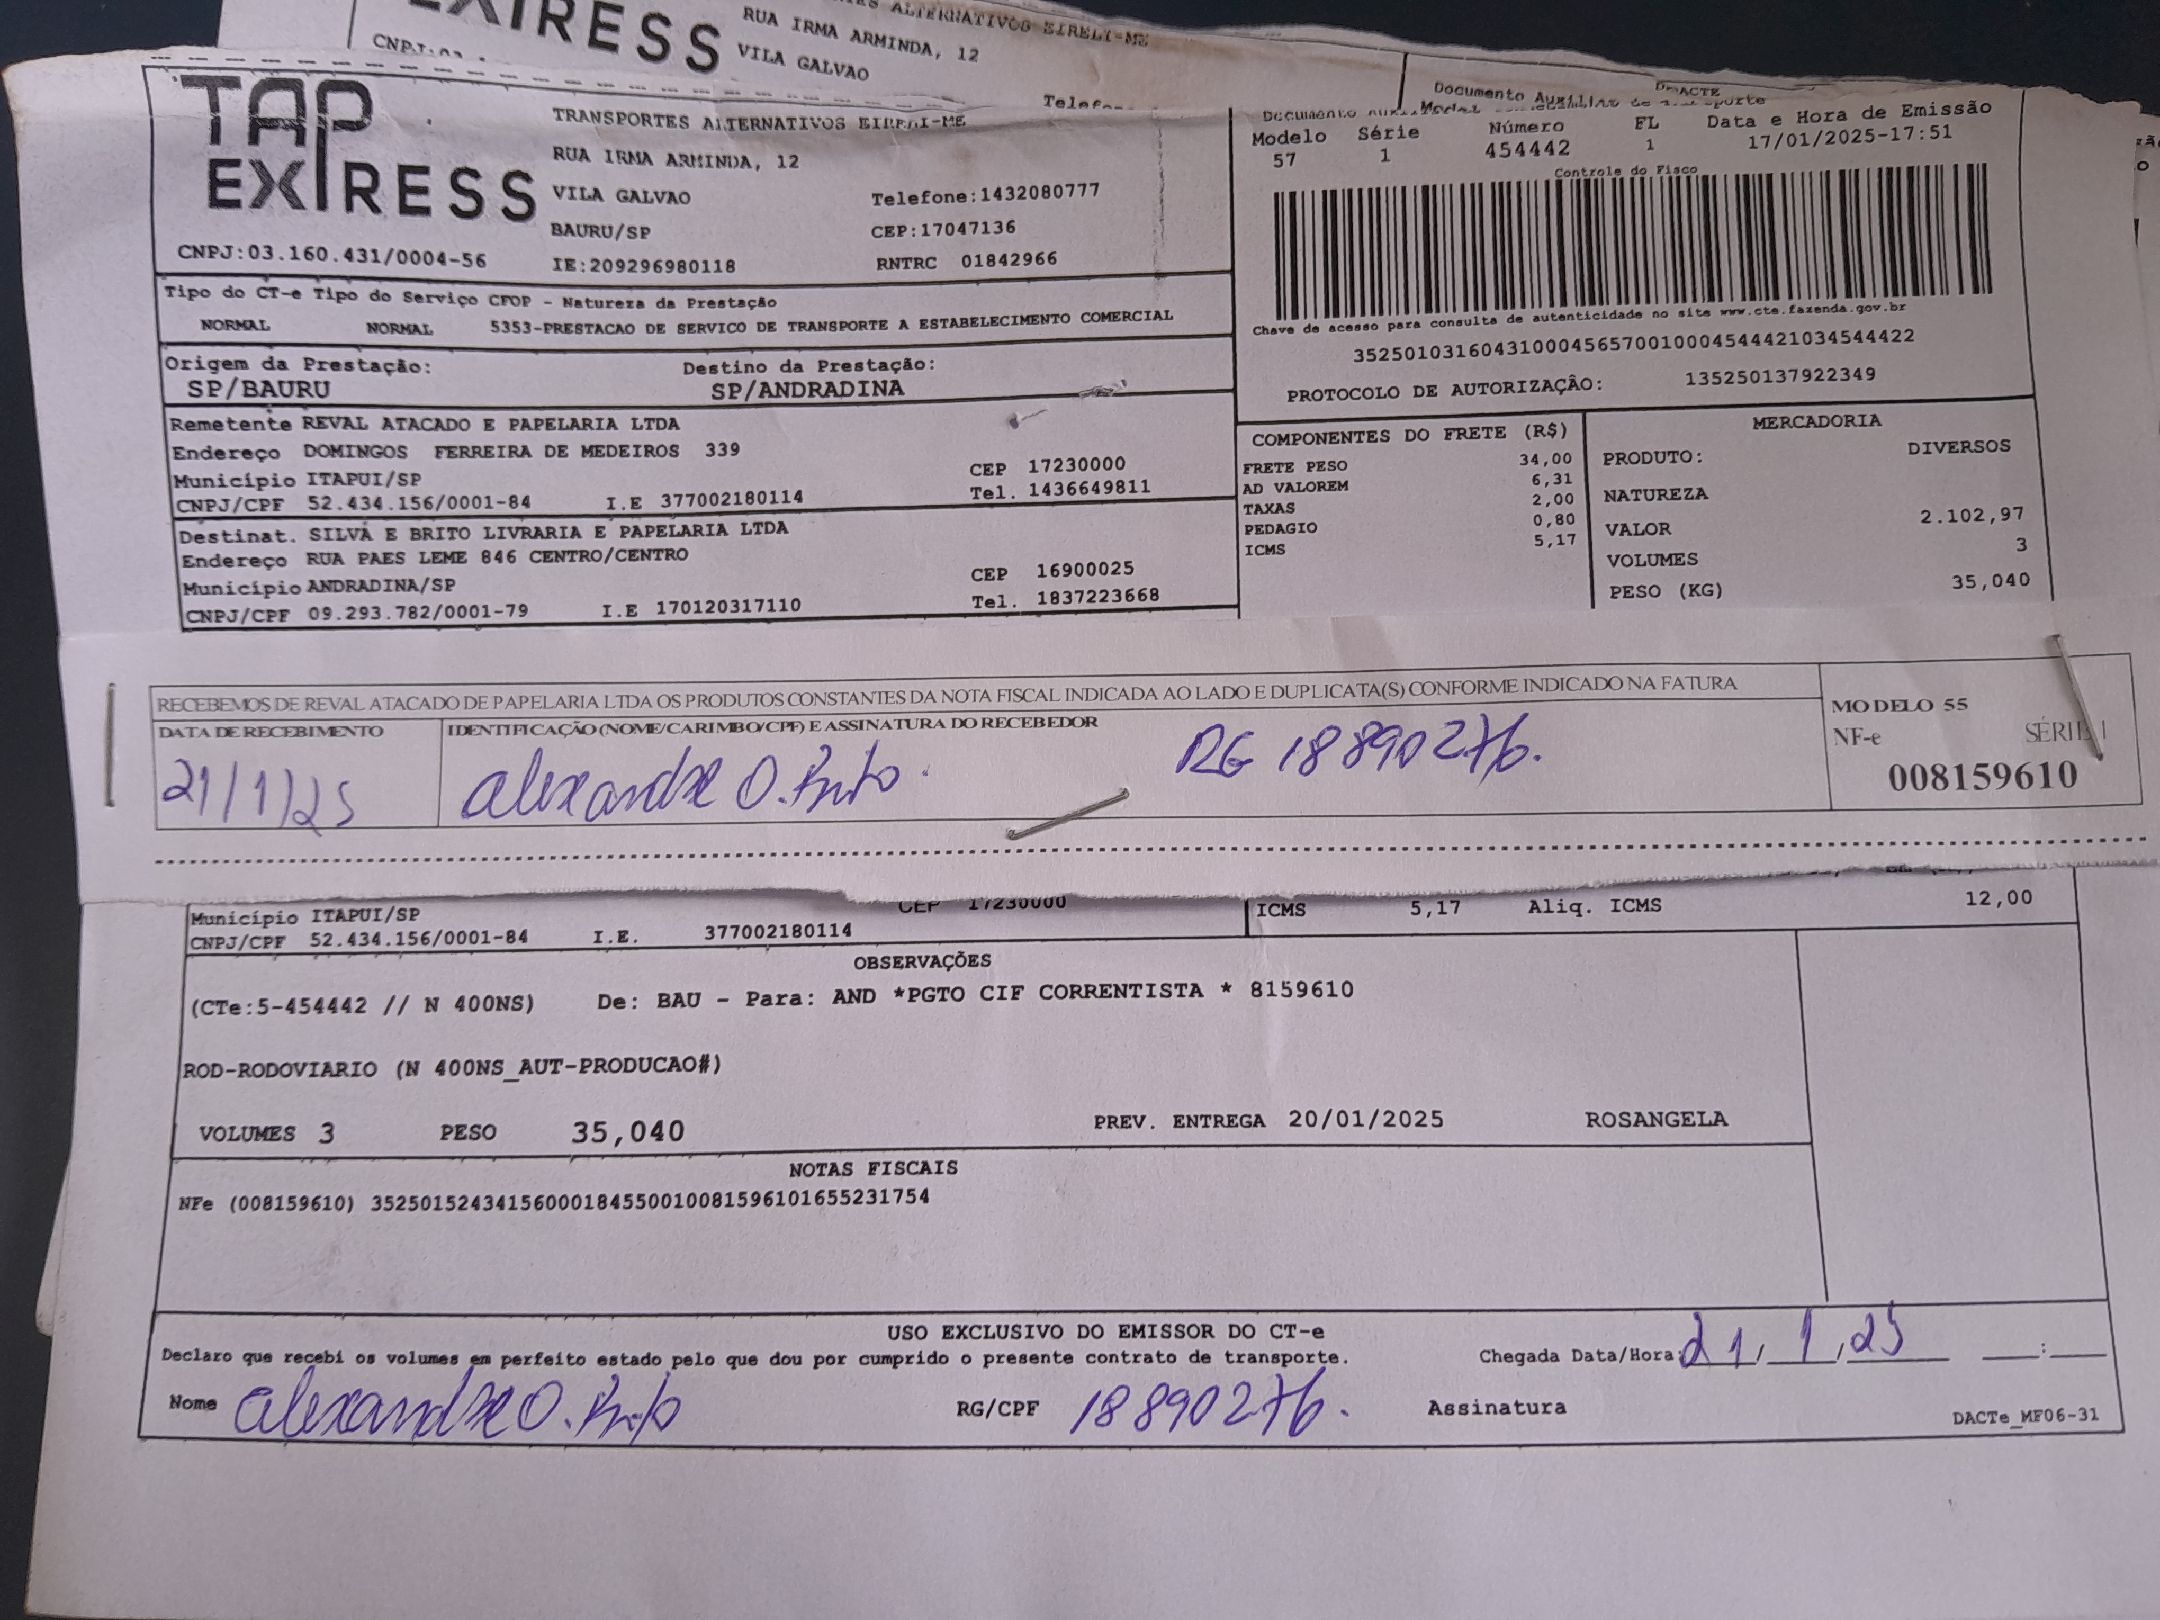 EXPRESS
CNPJ:03
ALTERNATIVOS EIRELI-ME
RUA IRMA ARMINDA, 12
VILA GALVAO
Documento Auxiliar
DACTE
TAP
EXPRESS
CNPJ:03.160.431/0004-56
TRANSPORTES ALTERNATIVOS EIRELI-ME
RUA IRMA ARMINDA, 12
VILA GALVAO Telefone:1432080777
BAURU/SP CEP:17047136
IE:209296980118 RNTRC 01842966
Modelo Série Número FL Data e Hora de Emissão
57 1 454442 1 17/01/2025-17:51
Controle do Fisco
Chave de acesso para consulta de autenticidade no site www.cte.fazenda.gov.br
35250103160431000456570010004544421034544422
PROTOCOLO DE AUTORIZAÇÃO: 135250137922349
Tipo do CT-e Tipo do Serviço CFOP - Natureza da Prestação
NORMAL NORMAL 5353-PRESTACAO DE SERVICO DE TRANSPORTE A ESTABELECIMENTO COMERCIAL
Origem da Prestação: Destino da Prestação:
SP/BAURU SP/ANDRADINA
Remetente REVAL ATACADO E PAPELARIA LTDA
Endereço DOMINGOS FERREIRA DE MEDEIROS 339
Município ITAPUI/SP CEP 17230000
CNPJ/CPF 52.434.156/0001-84 I.E 377002180114 Tel. 1436649811
Destinat. SILVA E BRITO LIVRARIA E PAPELARIA LTDA
Endereço RUA PAES LEME 846 CENTRO/CENTRO
Município ANDRADINA/SP CEP 16900025
CNPJ/CPF 09.293.782/0001-79 I.E 170120317110 Tel. 1837223668
COMPONENTES DO FRETE (R$)
FRETE PESO 34,00
AD VALOREM 6,31
TAXAS 2,00
PEDAGIO 0,80
ICMS 5,17
MERCADORIA
PRODUTO: DIVERSOS
NATUREZA
VALOR 2.102,97
VOLUMES 3
PESO (KG) 35,040
RECEBEMOS DE REVAL ATACADO DE PAPELARIA LTDA OS PRODUTOS CONSTANTES DA NOTA FISCAL INDICADA AO LADO E DUPLICATA(S) CONFORME INDICADO NA FATURA
DATA DE RECEBIMENTO IDENTIFICAÇÃO (NOME/CARIMBO/CPF) E ASSINATURA DO RECEBEDOR
21/1/25 alexandre O. Brito. RG 18890276.
MODELO 55
NF-e SÉRIE 1
008159610
Município ITAPUI/SP CEP 17230000
CNPJ/CPF 52.434.156/0001-84 I.E. 377002180114
ICMS 5,17 Aliq. ICMS 12,00
OBSERVAÇÕES
(CTe:5-454442 // N 400NS) De: BAU - Para: AND *PGTO CIF CORRENTISTA * 8159610
ROD-RODOVIARIO (N 400NS_AUT-PRODUCAO#)
VOLUMES 3 PESO 35,040 PREV. ENTREGA 20/01/2025 ROSANGELA
NOTAS FISCAIS
NFe (008159610) 35250152434156000184550010081596101655231754
USO EXCLUSIVO DO EMISSOR DO CT-e
Declaro que recebi os volumes em perfeito estado pelo que dou por cumprido o presente contrato de transporte. Chegada Data/Hora: 21/1/25 :
Nome alexandre O. Brito RG/CPF 18890276. Assinatura
DACTe_MF06-31